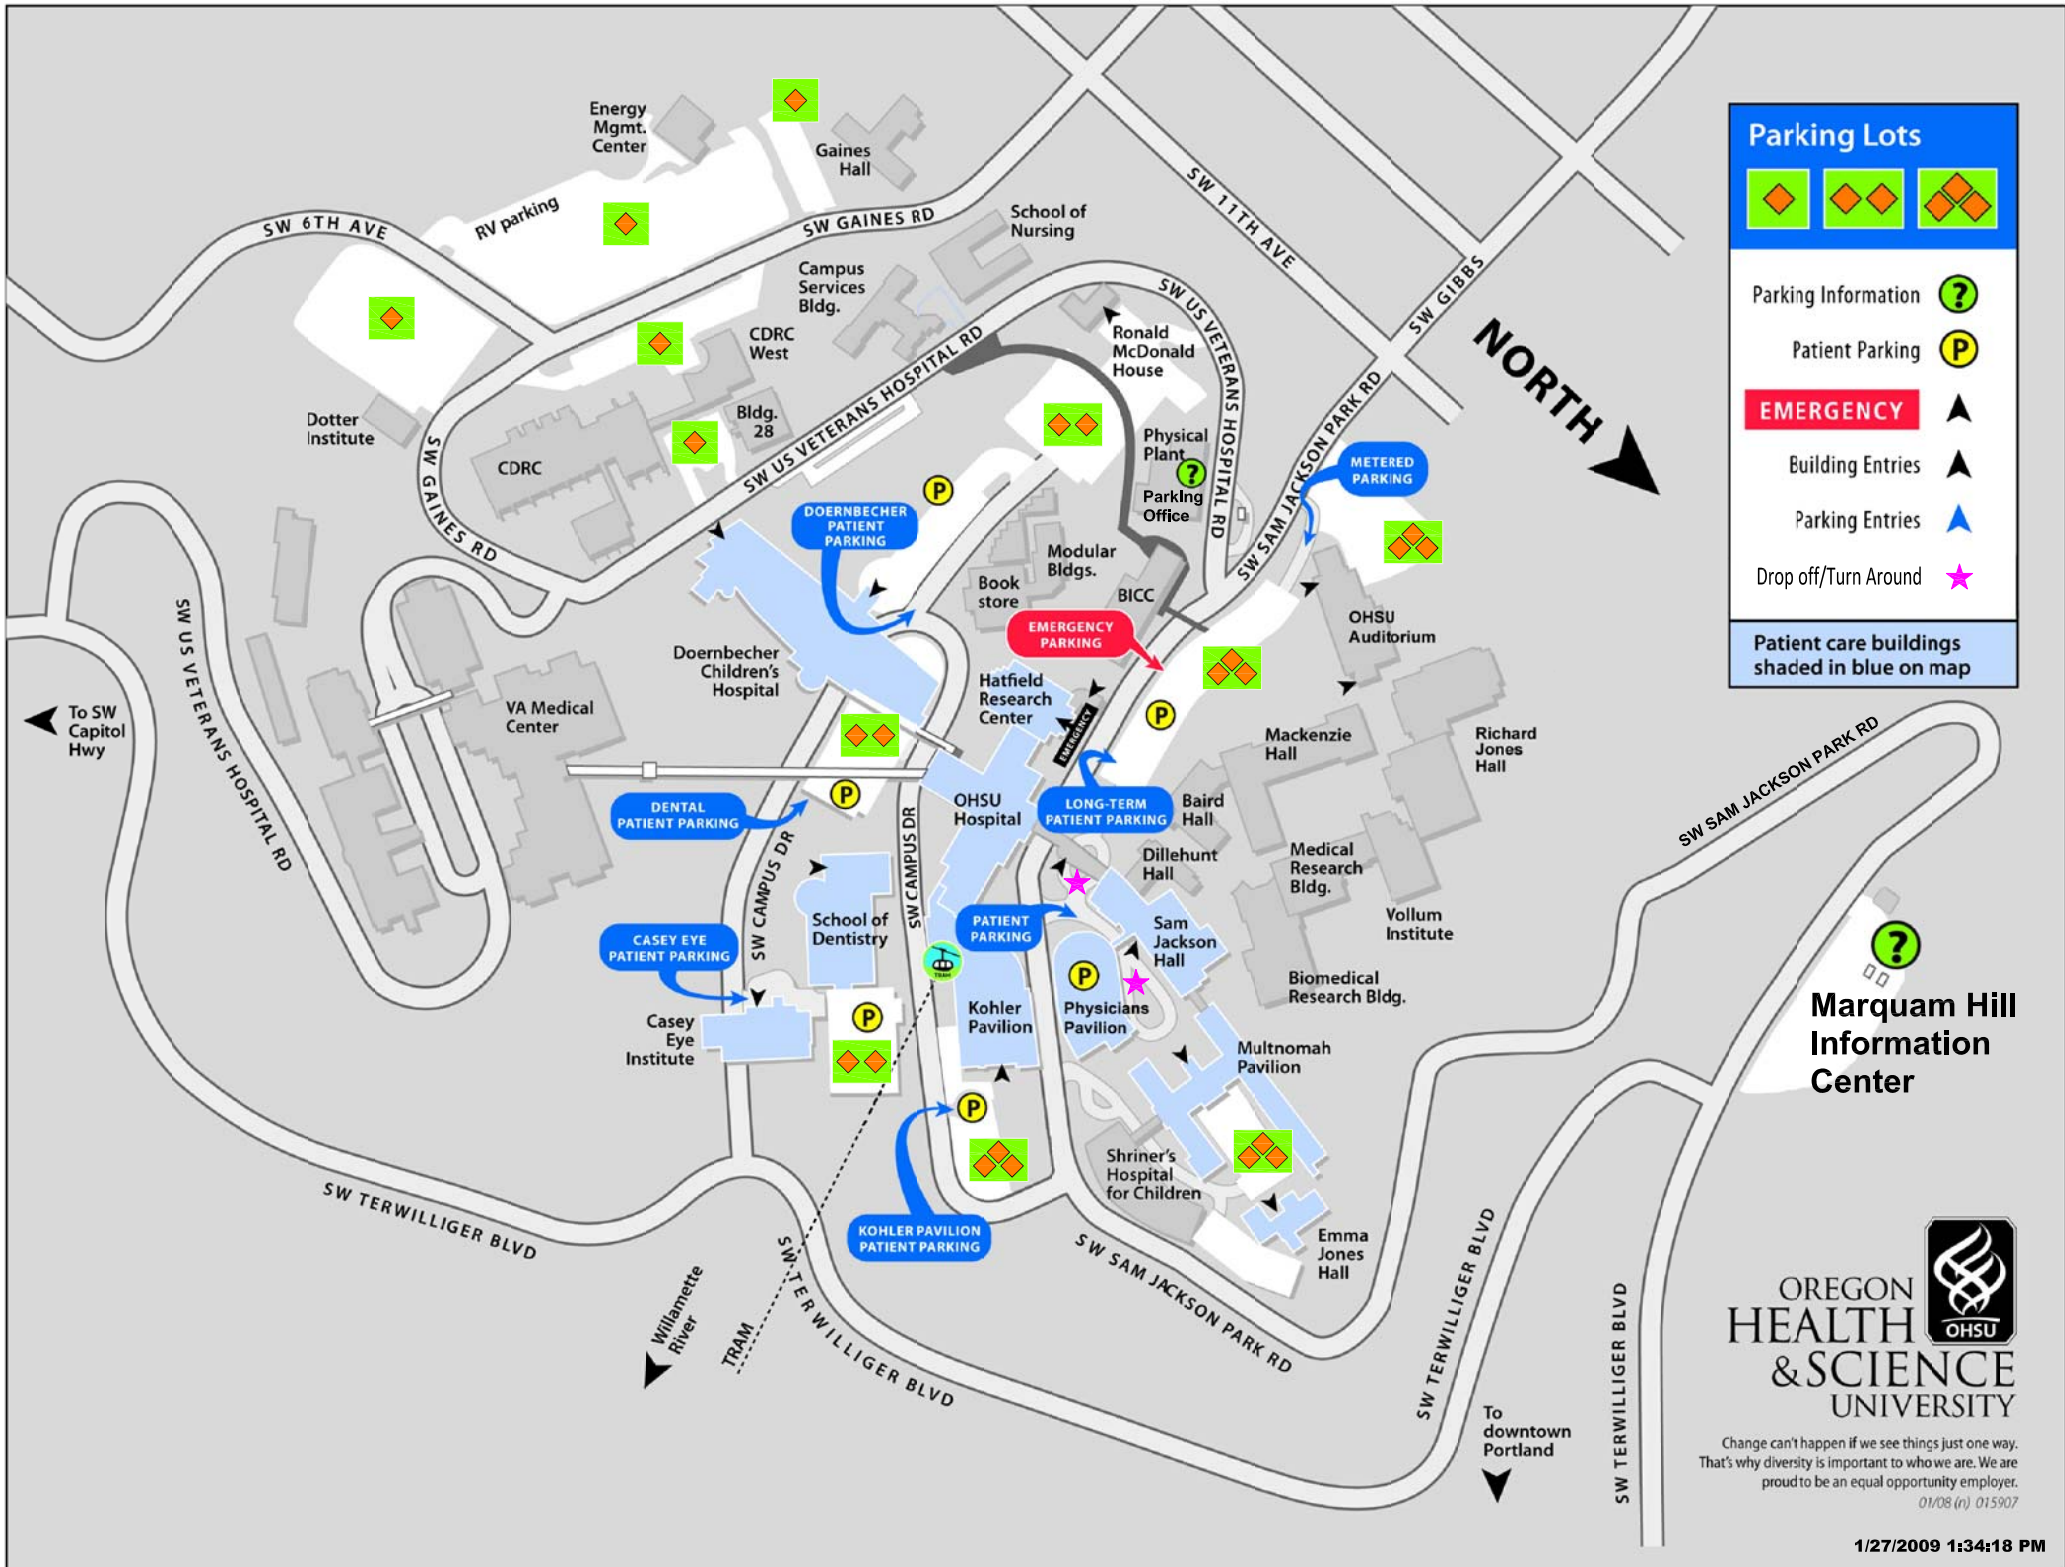 Energy
Mgmt.
Center
Gaines
Hall
RV parking
SW 6TH AVE
SW GAINES RD
School of
Nursing
SW 11TH AVE
SW GIBBS
Parking Lots
Parking Information ?
Patient Parking P
EMERGENCY
Building Entries
Parking Entries
Drop off/Turn Around
Patient care buildings
shaded in blue on map
NORTH
Campus
Services
Bldg.
CDRC
West
SW US VETERANS HOSPITAL RD
Ronald
McDonald
House
SW US VETERANS HOSPITAL RD
SW SAM JACKSON PARK RD
Dotter
Institute
Bldg.
28
CDRC
SW GAINES RD
Physical
Plant
?
Parking
Office
METERED
PARKING
P
DOERNBECHER
PATIENT
PARKING
Modular
Bldgs.
Book
store
BICC
EMERGENCY
PARKING
OHSU
Auditorium
SW US VETERANS HOSPITAL RD
Doernbecher
Children's
Hospital
Hatfield
Research
Center
EMERGENCY
P
Mackenzie
Hall
Richard
Jones
Hall
To SW
Capitol
Hwy
VA Medical
Center
DENTAL
PATIENT PARKING
P
OHSU
Hospital
LONG-TERM
PATIENT PARKING
Baird
Hall
Dillehunt
Hall
Medical
Research
Bldg.
Vollum
Institute
SW SAM JACKSON PARK RD
SW CAMPUS DR
SW CAMPUS DR
School of
Dentistry
CASEY EYE
PATIENT PARKING
PATIENT
PARKING
Sam
Jackson
Hall
TRAM
P
Physicians
Pavilion
Kohler
Pavilion
Biomedical
Research Bldg.
?
Marquam Hill
Information
Center
Casey
Eye
Institute
P
Multnomah
Pavilion
P
KOHLER PAVILION
PATIENT PARKING
Shriner's
Hospital
for Children
Emma
Jones
Hall
SW TERWILLIGER BLVD
SW TERWILLIGER BLVD
SW SAM JACKSON PARK RD
SW TERWILLIGER BLVD
SW TERWILLIGER BLVD
Willamette
River
TRAM
To
downtown
Portland
OHSU
OREGON
HEALTH
&SCIENCE
UNIVERSITY
Change can't happen if we see things just one way.
That's why diversity is important to who we are. We are
proud to be an equal opportunity employer.
01/08 (n) 015907
1/27/2009 1:34:18 PM